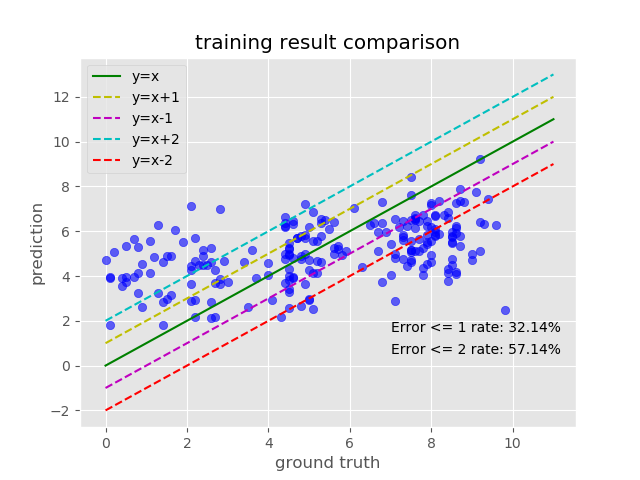 training result comparison
y=x
y=x+1
y=x-1
y=x+2
y=x-2
12
10
8
6
4
2
0
−2
prediction
Error <= 1 rate: 32.14%
Error <= 2 rate: 57.14%
0 2 4 6 8 10
ground truth